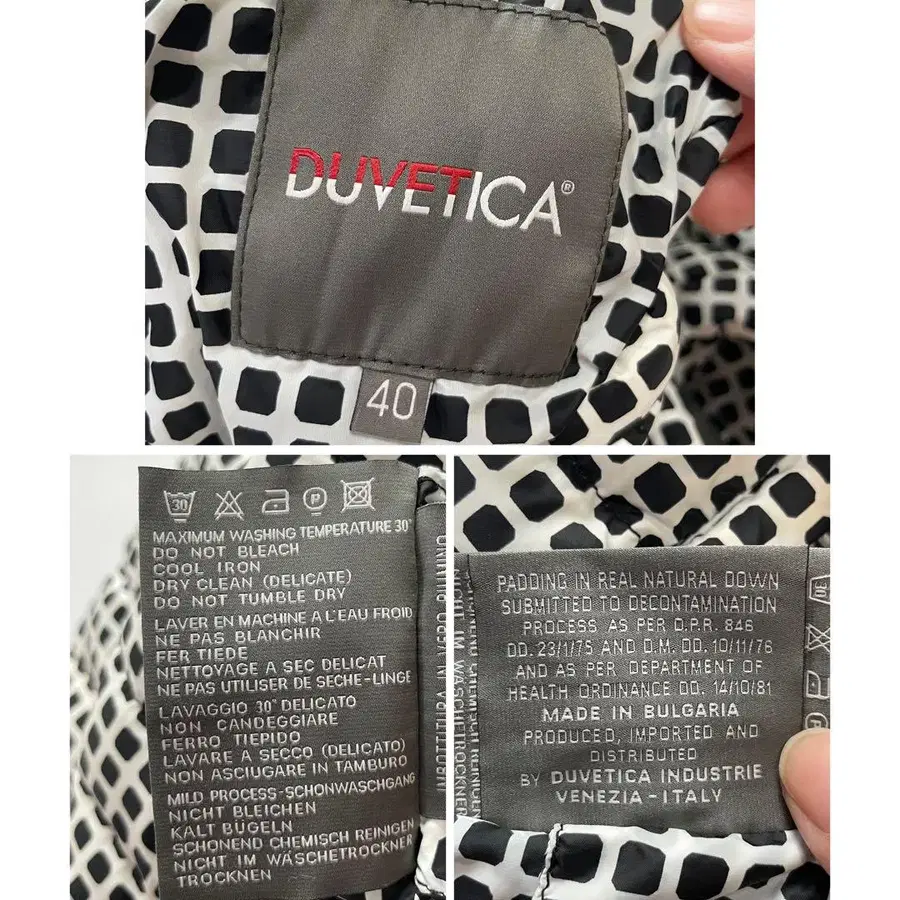 DUVETICA®
40
30
P
MAXIMUM WASHING TEMPERATURE 30°
DO NOT BLEACH
COOL IRON
DRY CLEAN (DELICATE)
DO NOT TUMBLE DRY
LAVER EN MACHINE A L'EAU FROID
NE PAS BLANCHIR
FER TIEDE
NETTOYAGE A SEC DELICAT
NE PAS UTILISER DE SECHE-LINGE
LAVAGGIO 30° DELICATO
NON CANDEGGIARE
FERRO TIEPIDO
LAVARE A SECCO (DELICATO)
NON ASCIUGARE IN TAMBURO
MILD PROCESS-SCHONWASCHGANG
NICHT BLEICHEN
KALT BÜGELN
SCHONEND CHEMISCH REINIGEN
NICHT IM WÄSCHETROCKNER
TROCKNEN
PADDING IN REAL NATURAL DOWN
SUBMITTED TO DECONTAMINATION
PROCESS AS PER D.P.R. 846
DD. 23/1/75 AND D.M. DD. 10/11/76
AND AS PER DEPARTMENT OF
HEALTH ORDINANCE DD. 14/10/81
MADE IN BULGARIA
PRODUCED, IMPORTED AND
DISTRIBUTED
BY DUVETICA INDUSTRIE
VENEZIA-ITALY